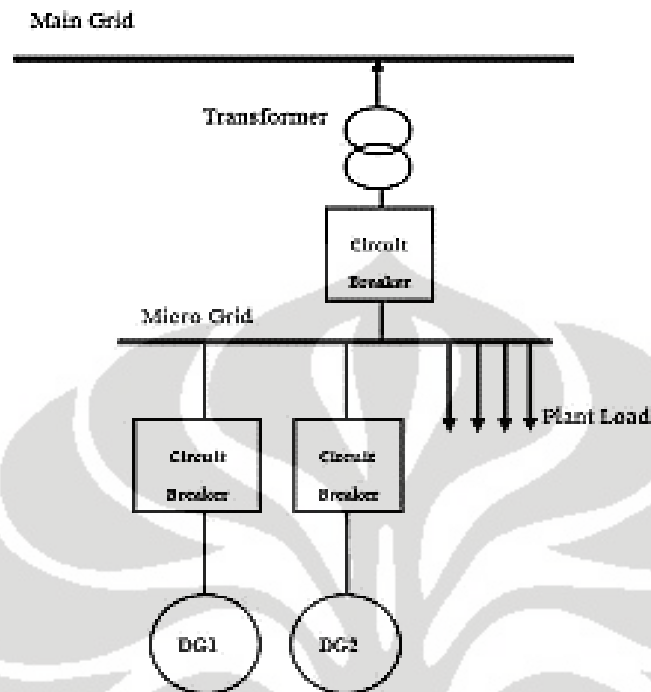 Main Grid
Transformer
Circuit
Breaker
Micro Grid
Plant Load
Circuit
Breaker
Circuit
Breaker
DG1
DG2